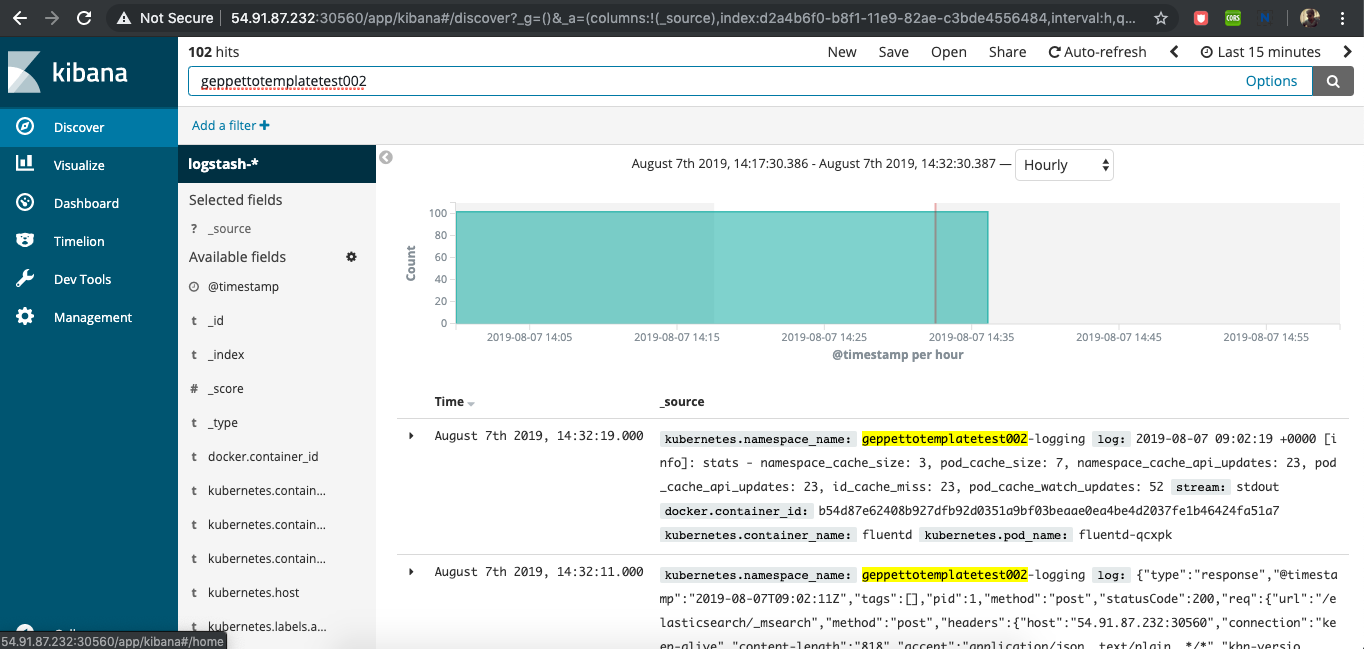 Not Secure | 54.91.87.232:30560/app/kibana#/discover?_g=()&_a=(columns:!(_source),index:d2a4b6f0-b8f1-11e9-82ae-c3bde4556484,interval:h,q...
CORS
N
kibana
102 hits
New Save Open Share Auto-refresh Last 15 minutes
geppettotemplatetest002
Options
Discover
Visualize
Dashboard
Timelion
Dev Tools
Management
Add a filter +
logstash-*
Selected fields
? _source
Available fields
@timestamp
t _id
t _index
# _score
t _type
t docker.container_id
t kubernetes.contain...
t kubernetes.contain...
t kubernetes.contain...
t kubernetes.host
t kubernetes.labels.a...
August 7th 2019, 14:17:30.386 - August 7th 2019, 14:32:30.387 — Hourly
Count
100
80
60
40
20
0
2019-08-07 14:05 2019-08-07 14:15 2019-08-07 14:25 2019-08-07 14:35 2019-08-07 14:45 2019-08-07 14:55
@timestamp per hour
Time _source
August 7th 2019, 14:32:19.000
kubernetes.namespace_name: geppettotemplatetest002-logging log: 2019-08-07 09:02:19 +0000 [i
nfo]: stats - namespace_cache_size: 3, pod_cache_size: 7, namespace_cache_api_updates: 23, pod
_cache_api_updates: 23, id_cache_miss: 23, pod_cache_watch_updates: 52 stream: stdout
docker.container_id: b54d87e62408b927dfb92d0351a9bf03beaae0ea4be4d2037fe1b46424fa51a7
kubernetes.container_name: fluentd kubernetes.pod_name: fluentd-qcxpk
August 7th 2019, 14:32:11.000
kubernetes.namespace_name: geppettotemplatetest002-logging log: {"type":"response","@timesta
mp":"2019-08-07T09:02:11Z","tags":[],"pid":1,"method":"post","statusCode":200,"req":{"url":"/e
lasticsearch/_msearch","method":"post","headers":{"host":"54.91.87.232:30560","connection":"ke
ep-alive","content-length":"818","accept":"application/json, text/plain, */*","kbn-versio
54.91.87.232:30560/app/kibana#/home